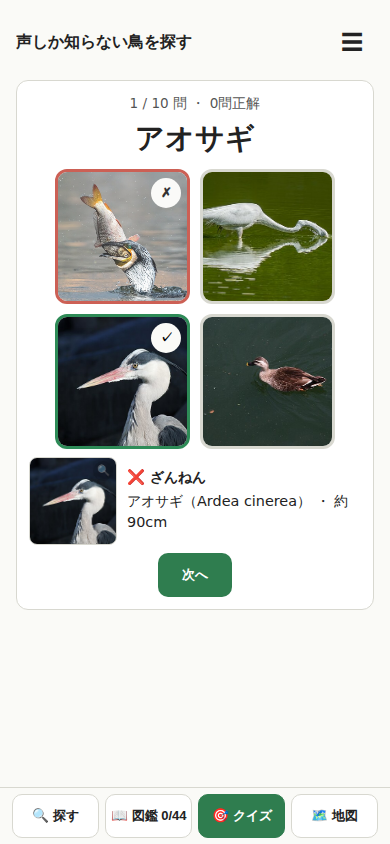 声しか知らない鳥を探す
1 / 10 問 ・ 0問正解
アオサギ
✗
✓
❌ ざんねん
アオサギ（Ardea cinerea） ・ 約
90cm
次へ
🔍 探す
📖 図鑑 0/44
🎯 クイズ
🗺️ 地図